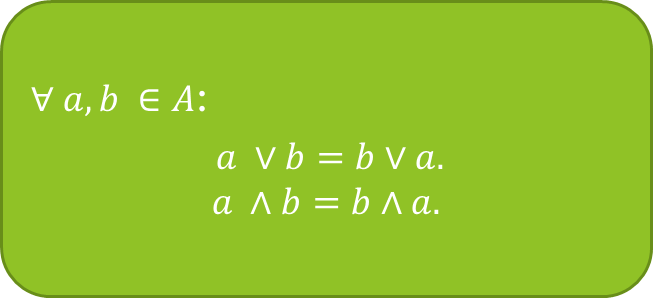 ∀ a, b ∈ A:
a ∨ b = b ∨ a.
a ∧ b = b ∧ a.